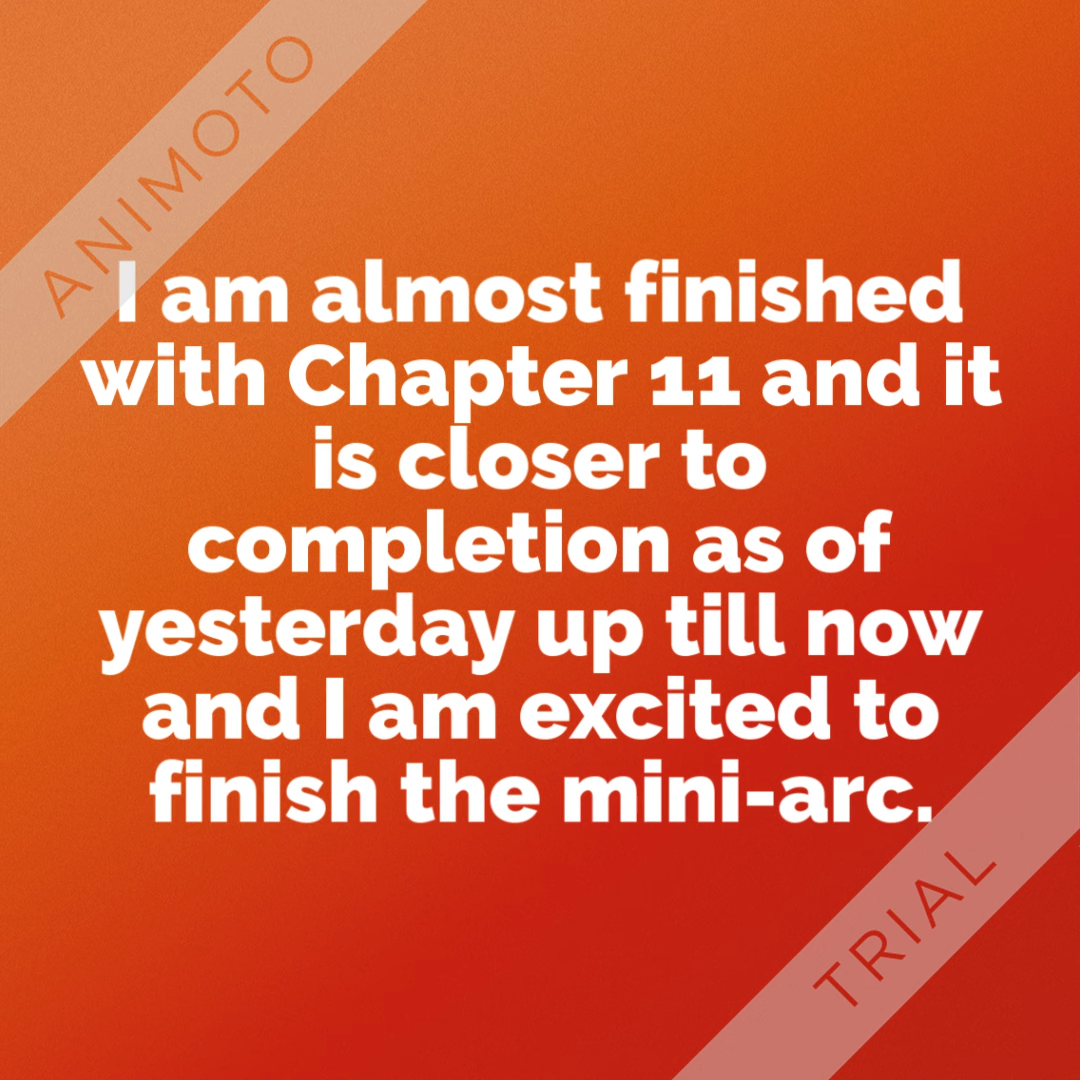 ANIMOTO
I am almost finished
with Chapter 11 and it
is closer to
completion as of
yesterday up till now
and I am excited to
finish the mini-arc.
TRIAL